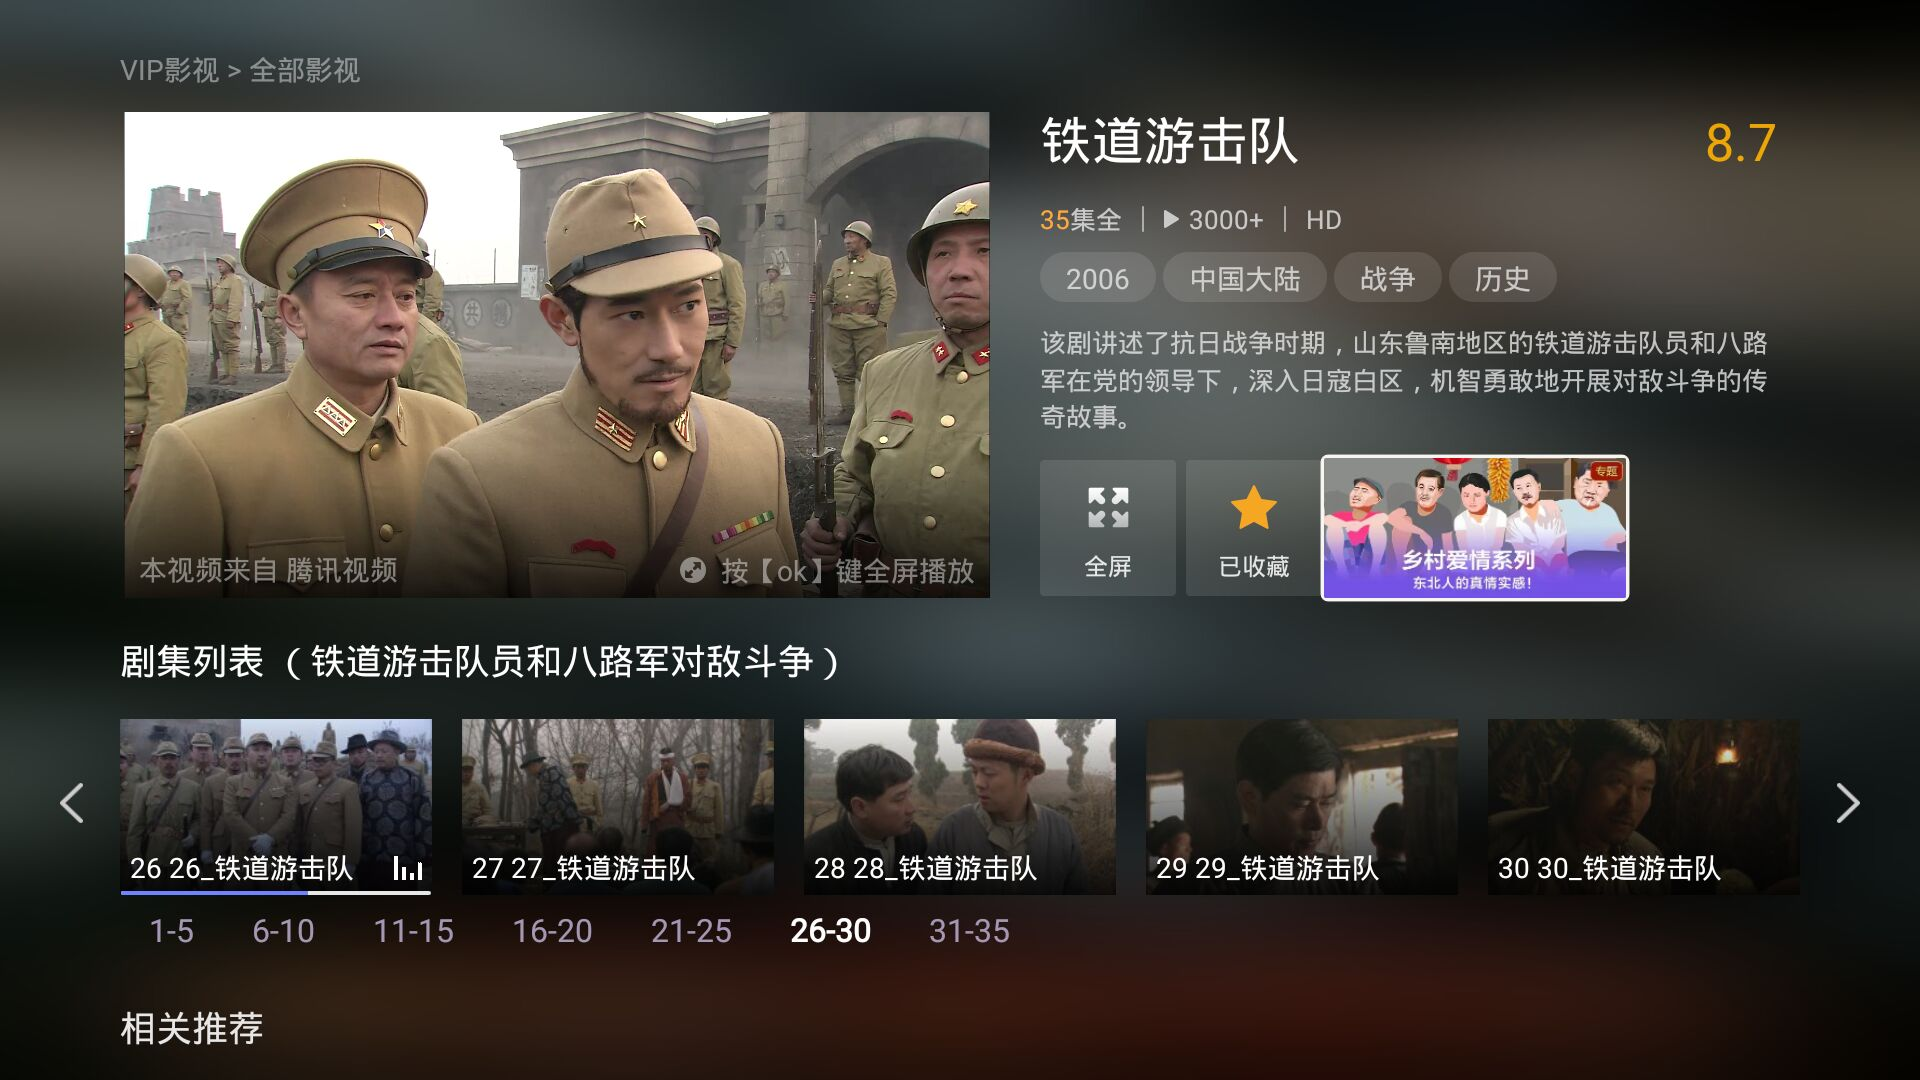 VIP影视 > 全部影视
铁道游击队
8.7
35集全 | 3000+ | HD
2006 中国大陆 战争 历史
该剧讲述了抗日战争时期，山东鲁南地区的铁道游击队员和八路
军在党的领导下，深入日寇白区，机智勇敢地开展对敌斗争的传
奇故事。
本视频来自 腾讯视频
按【ok】键全屏播放
全屏
已收藏
专题
乡村爱情系列
东北人的真情实感!
剧集列表（铁道游击队员和八路军对敌斗争）
26 26_铁道游击队
27 27_铁道游击队
28 28_铁道游击队
29 29_铁道游击队
30 30_铁道游击队
1-5 6-10 11-15 16-20 21-25 26-30 31-35
相关推荐